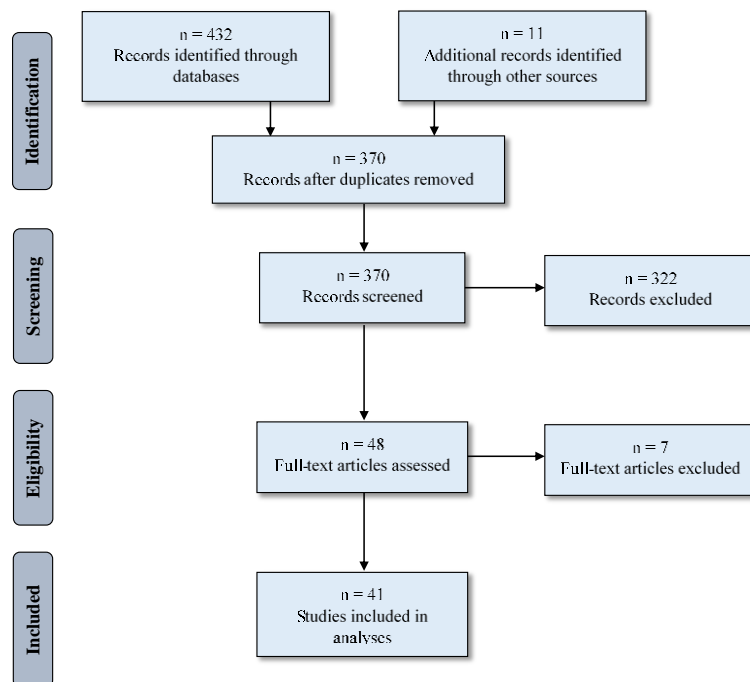 Identification
n = 432
Records identified through
databases
n = 11
Additional records identified
through other sources
n = 370
Records after duplicates removed
Screening
n = 370
Records screened
n = 322
Records excluded
Eligibility
n = 48
Full-text articles assessed
n = 7
Full-text articles excluded
Included
n = 41
Studies included in
analyses